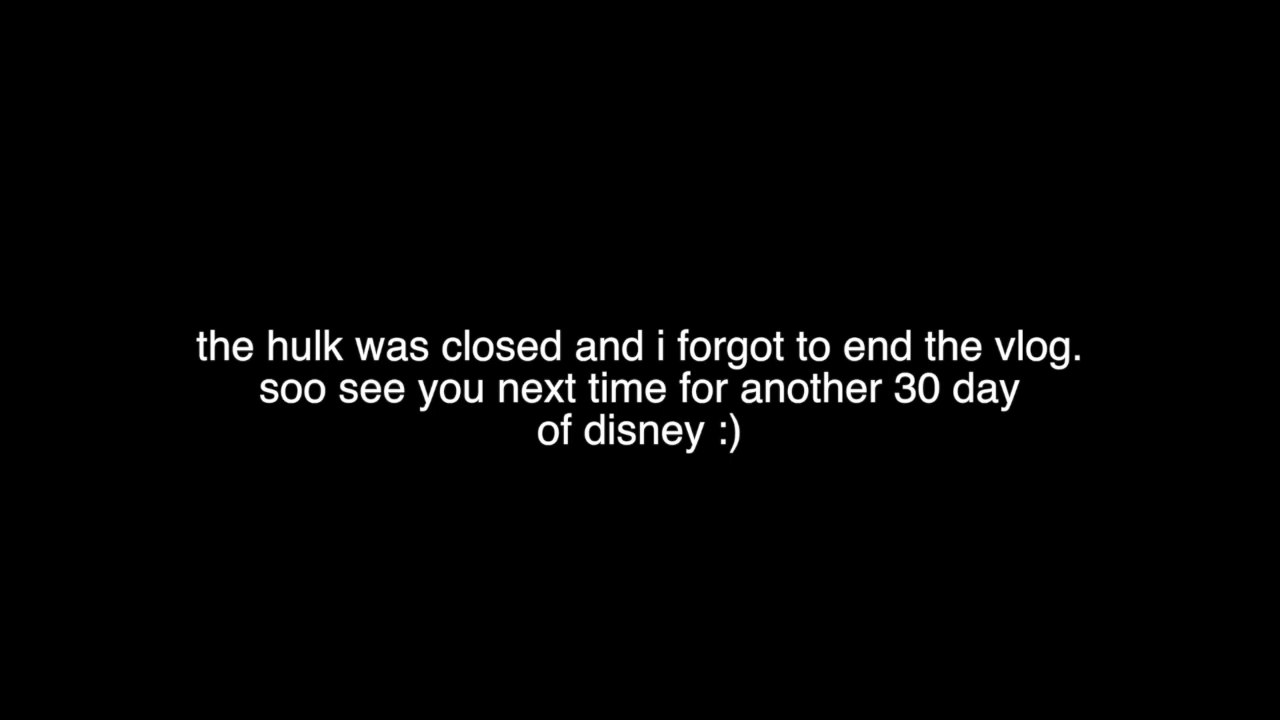 the hulk was closed and i forgot to end the vlog.
soo see you next time for another 30 day
of disney :)